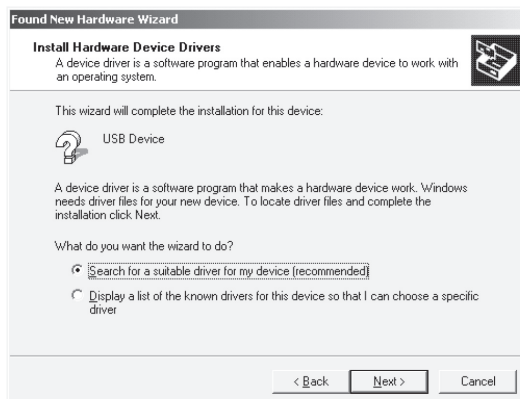 Found New Hardware Wizard
Install Hardware Device Drivers
A device driver is a software program that enables a hardware device to work with
an operating system.
This wizard will complete the installation for this device:
USB Device
A device driver is a software program that makes a hardware device work. Windows
needs driver files for your new device. To locate driver files and complete the
installation click Next.
What do you want the wizard to do?
Search for a suitable driver for my device (recommended)
Display a list of the known drivers for this device so that I can choose a specific
driver
< Back Next > Cancel